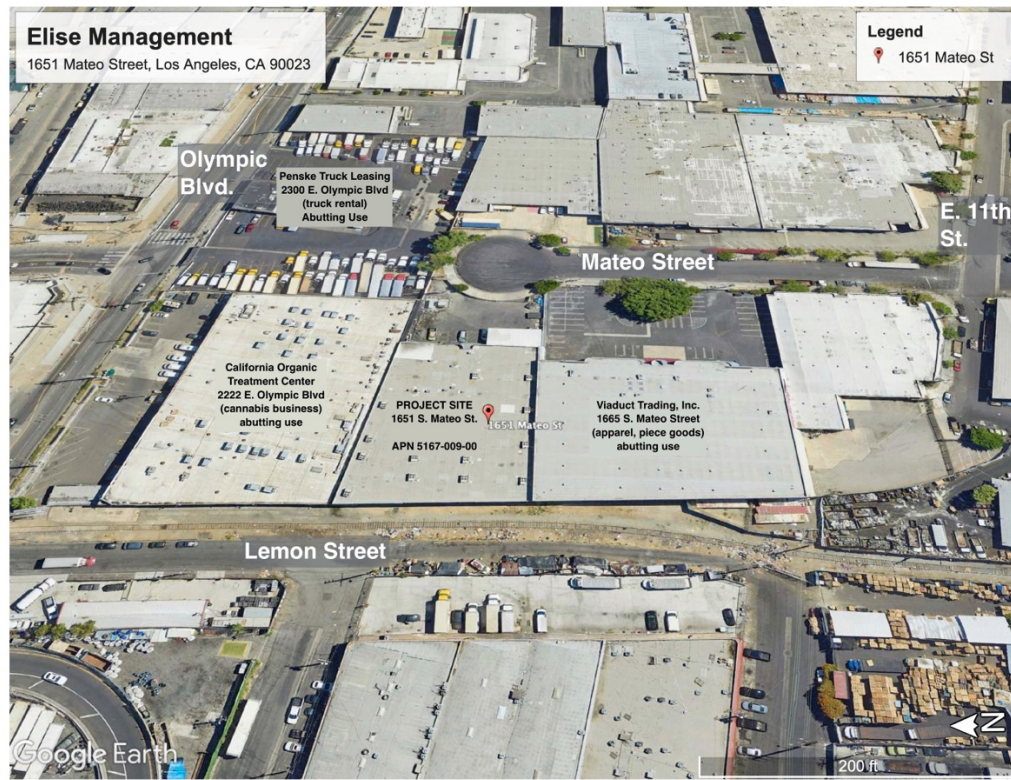 Elise Management
1651 Mateo Street, Los Angeles, CA 90023
Legend
1651 Mateo St
Olympic
Blvd.
Penske Truck Leasing
2300 E. Olympic Blvd
(truck rental)
Abutting Use
E. 11th
St.
Mateo Street
California Organic
Treatment Center
2222 E. Olympic Blvd
(cannabis business)
abutting use
PROJECT SITE
1651 S. Mateo St.
APN 5167-009-00
1651 Mateo St
Viaduct Trading, Inc.
1665 S. Mateo Street
(apparel, piece goods)
abutting use
Lemon Street
Google Earth
N
200 ft